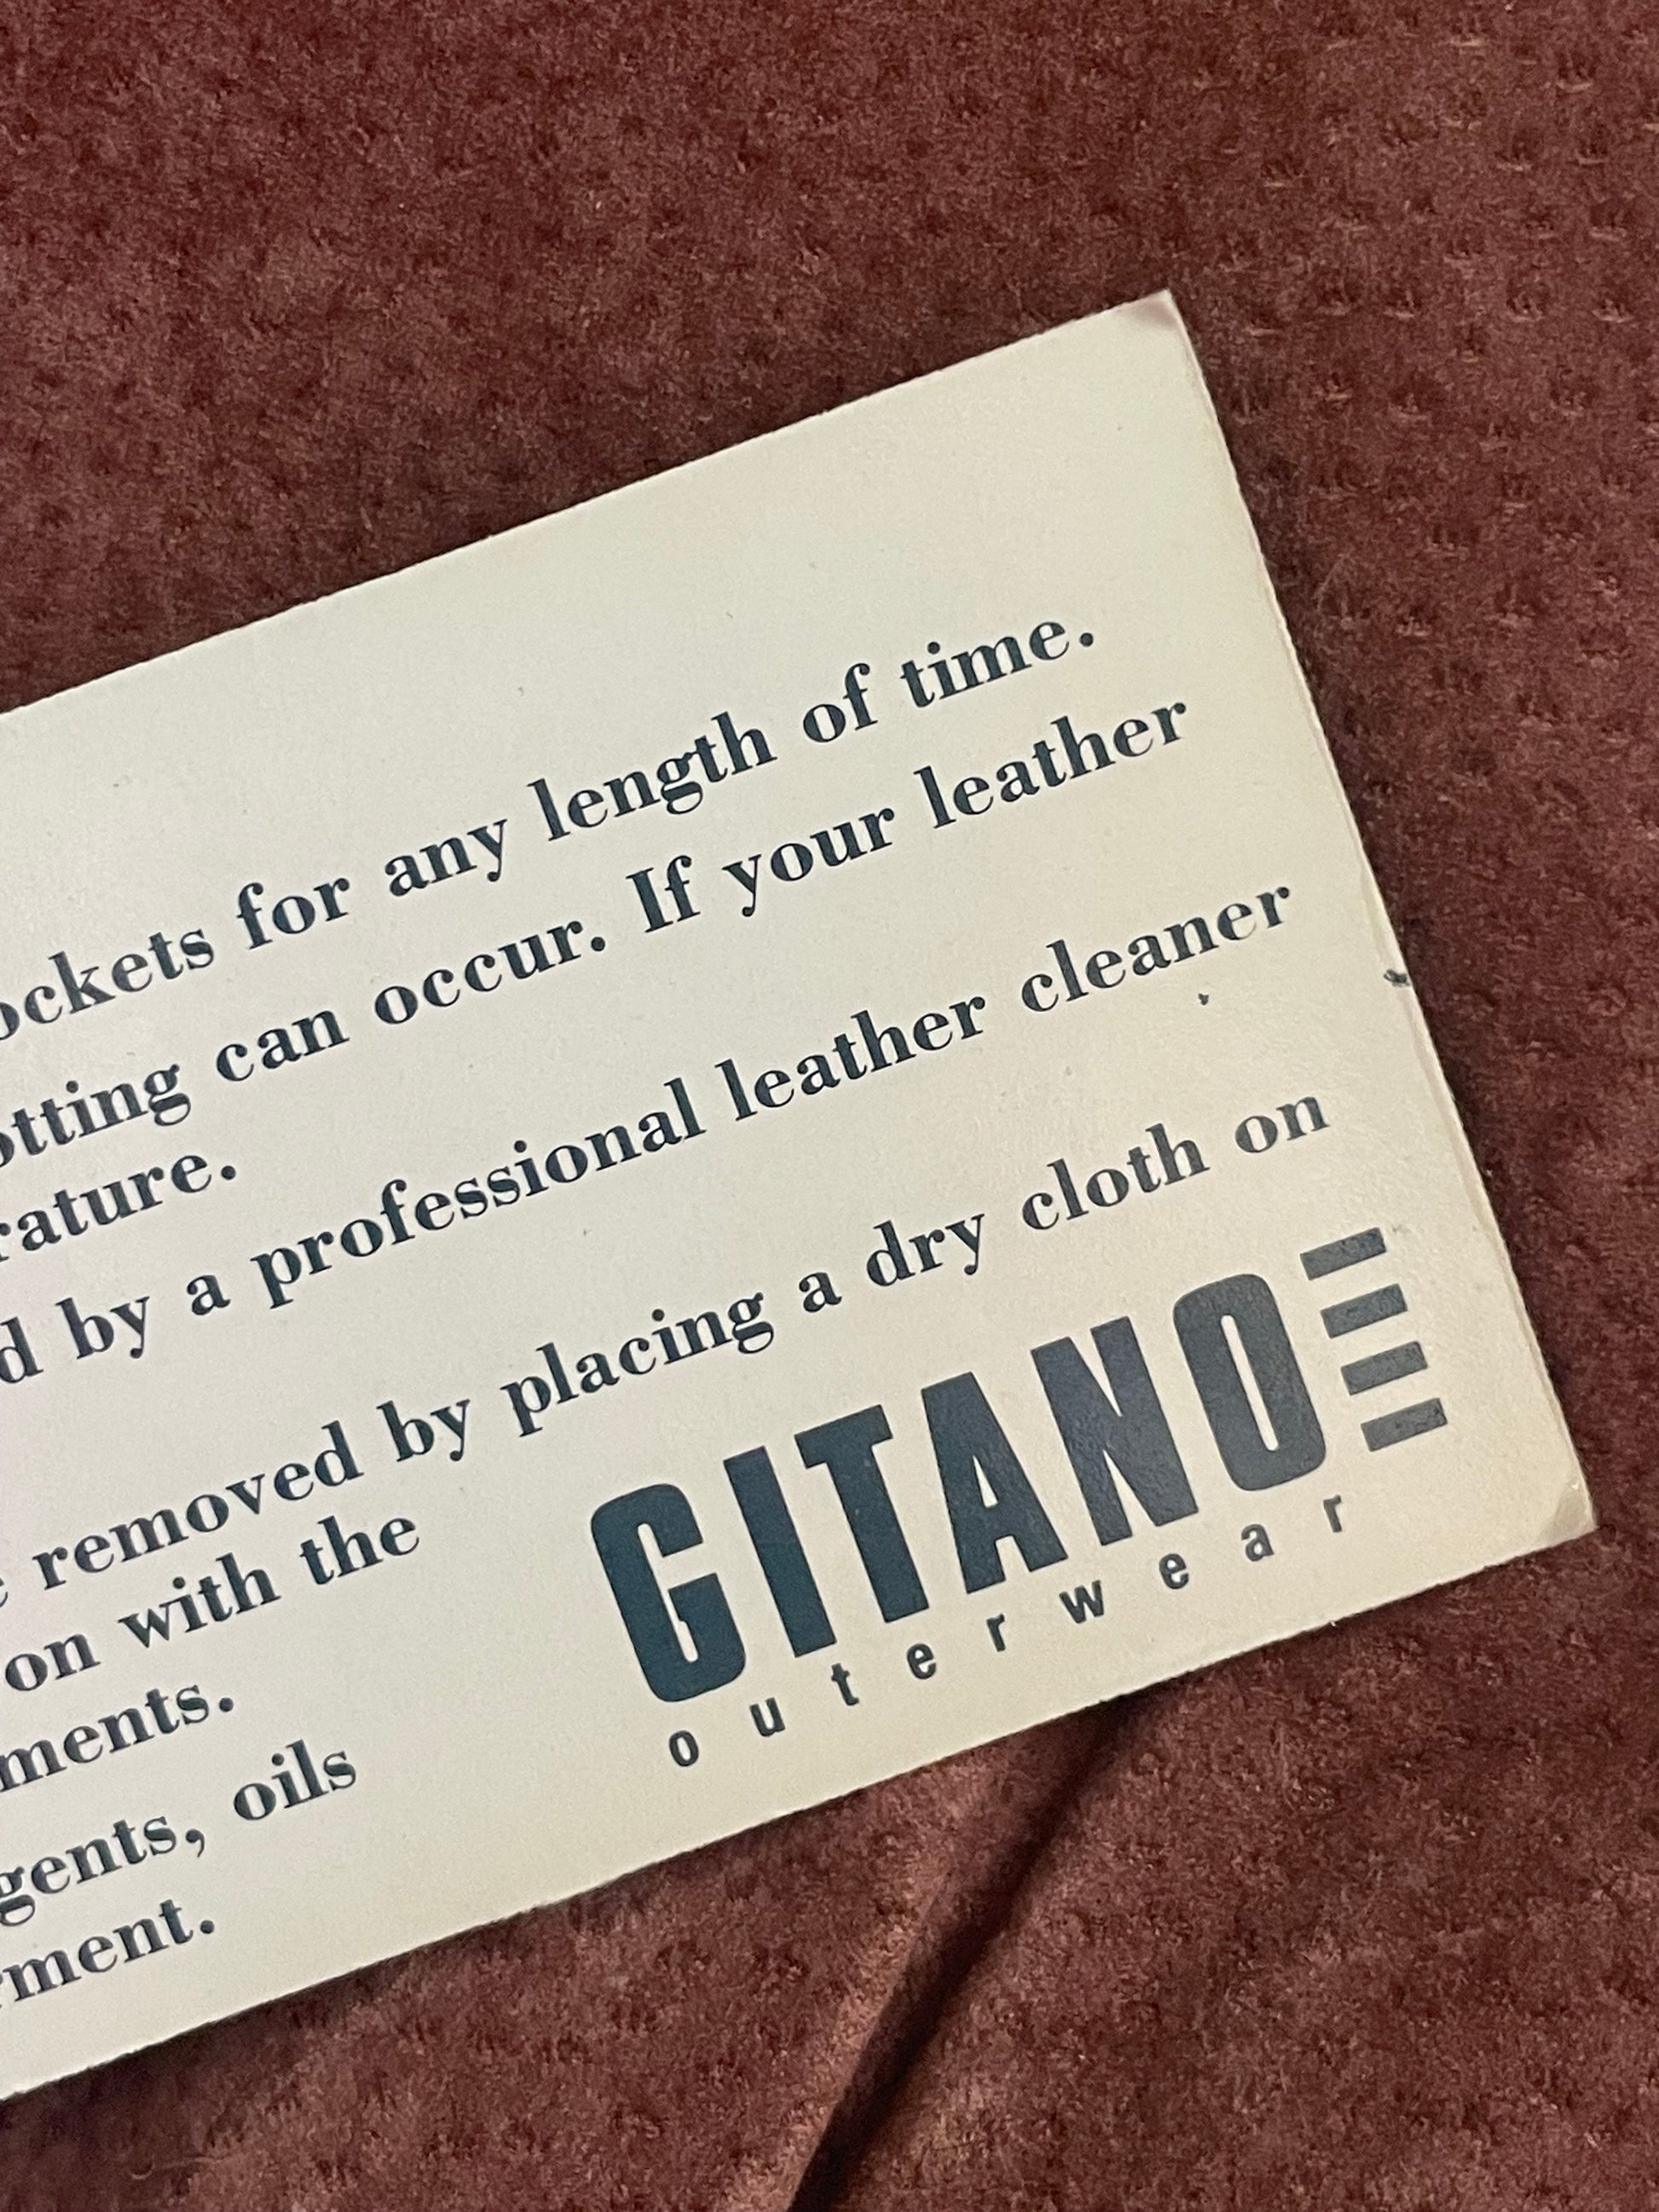 ockets for any length of time.
otting can occur. If your leather
rature.
d by a professional leather cleaner
e removed by placing a dry cloth on
on with the
ments.
gents, oils
rment.
GITANO
outerwear